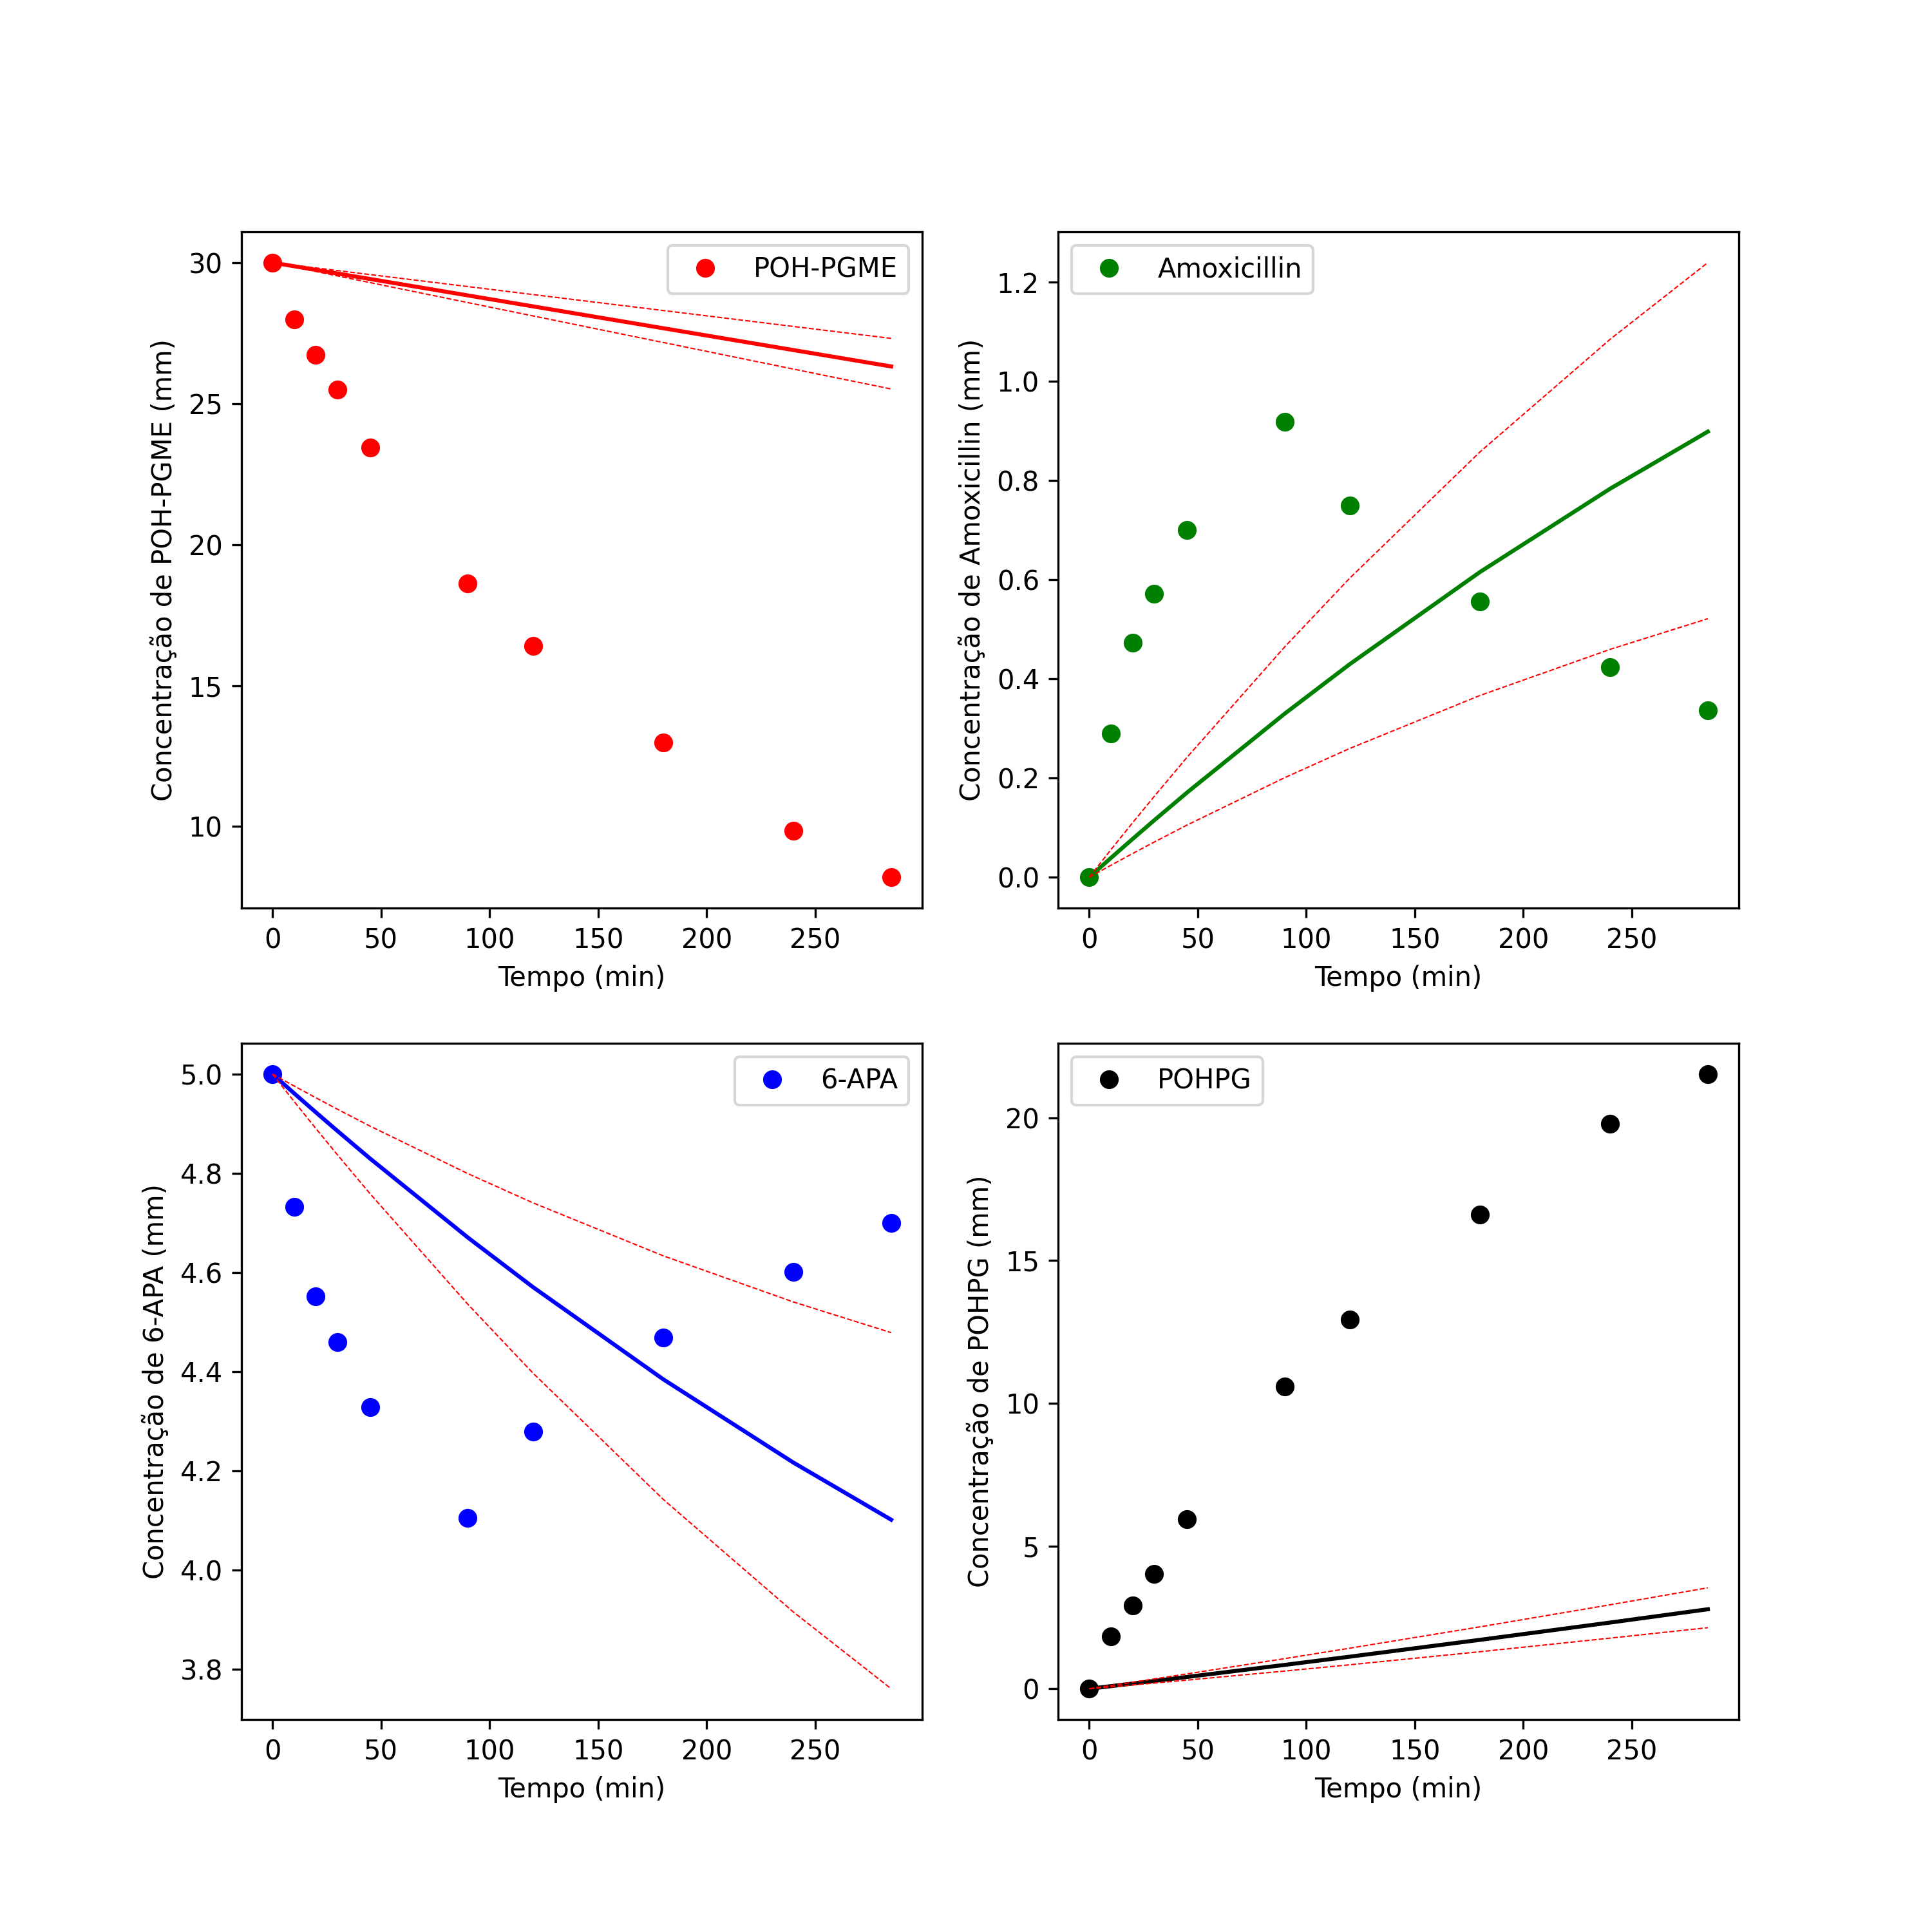 POH-PGME
30
25
20
15
10
Concentração de POH-PGME (mm)
0 50 100 150 200 250
Tempo (min)
Amoxicillin
1.2
1.0
0.8
0.6
0.4
0.2
0.0
Concentração de Amoxicillin (mm)
0 50 100 150 200 250
Tempo (min)
6-APA
5.0
4.8
4.6
4.4
4.2
4.0
3.8
Concentração de 6-APA (mm)
0 50 100 150 200 250
Tempo (min)
POHPG
20
15
10
5
0
Concentração de POHPG (mm)
0 50 100 150 200 250
Tempo (min)